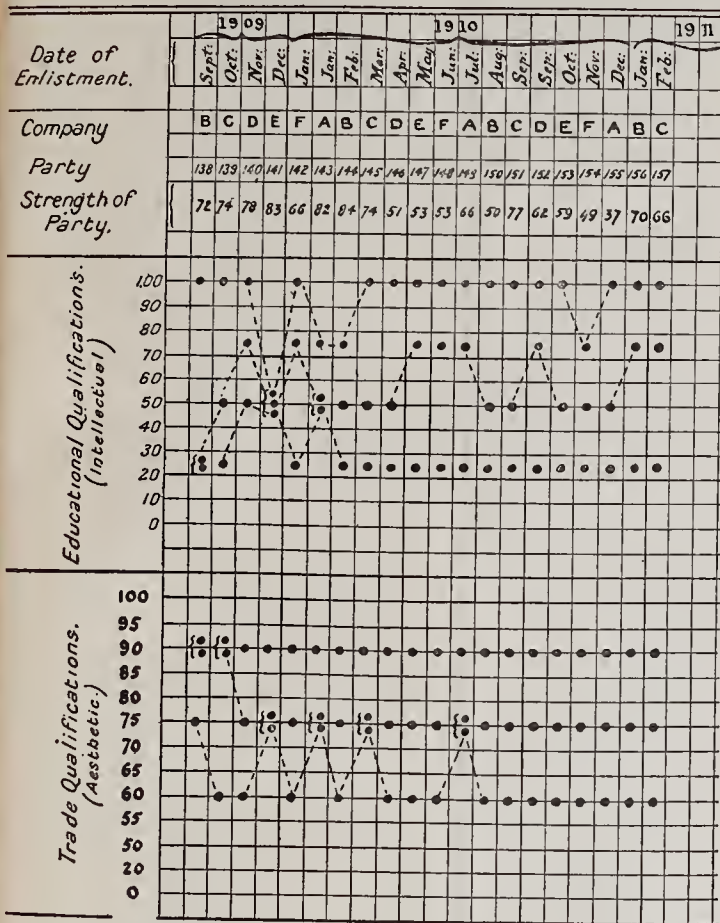 19 09 19 10 19 11
Date of
Enlistment.
Sept: Oct: Nov: Dec: Jan: Jan: Feb: Mar: Apr: May Jun: Jul: Aug: Sep: Sep: Oct: Nov: Dec: Jan: Feb:
Company B C D E F A B C D E F A B C D E F A B C
Party 138 139 140 141 142 143 144 145 146 147 148 149 150 151 152 153 154 155 156 157
Strength of
Party.
72 74 78 83 66 82 84 74 51 53 53 66 50 77 62 59 49 37 70 66
Educational Qualifications.
(Intellectual)
100
90
80
70
60
50
40
30
20
10
0
Trade Qualifications.
(Aesthetic.)
100
95
90
85
80
75
70
65
60
55
50
20
0